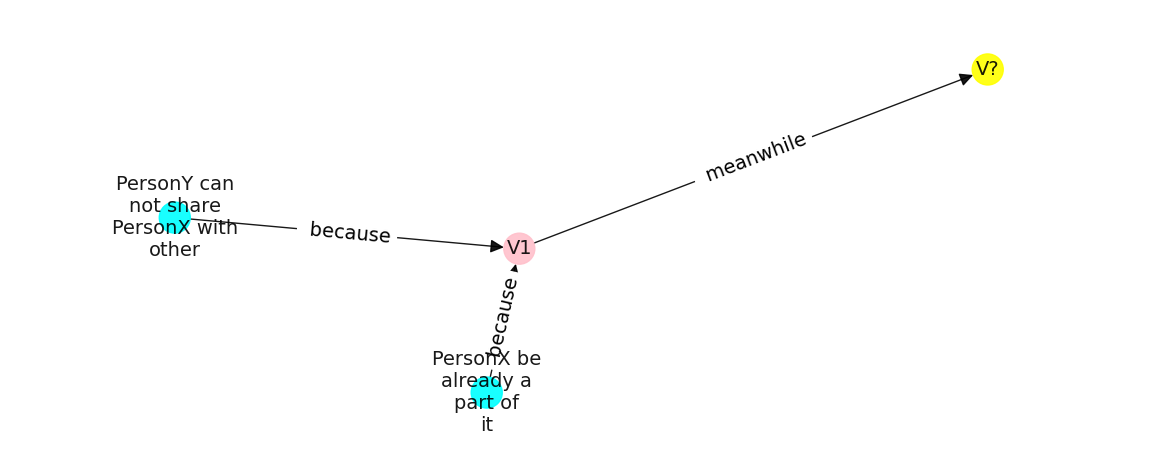 V?
meanwhile
PersonY can
not share
PersonX with
other
because
V1
because
PersonX be
already a
part of
it